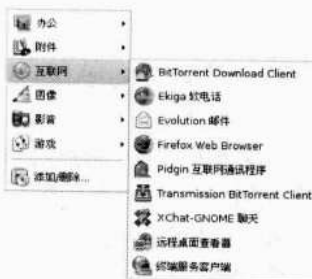 办公
附件
互联网
图像
影音
游戏
添加/删除...
BitTorrent Download Client
Ekiga 软电话
Evolution 邮件
Firefox Web Browser
Pidgin 互联网通讯程序
Transmission BitTorrent Client
XChat-GNOME 聊天
远程桌面查看器
终端服务客户端